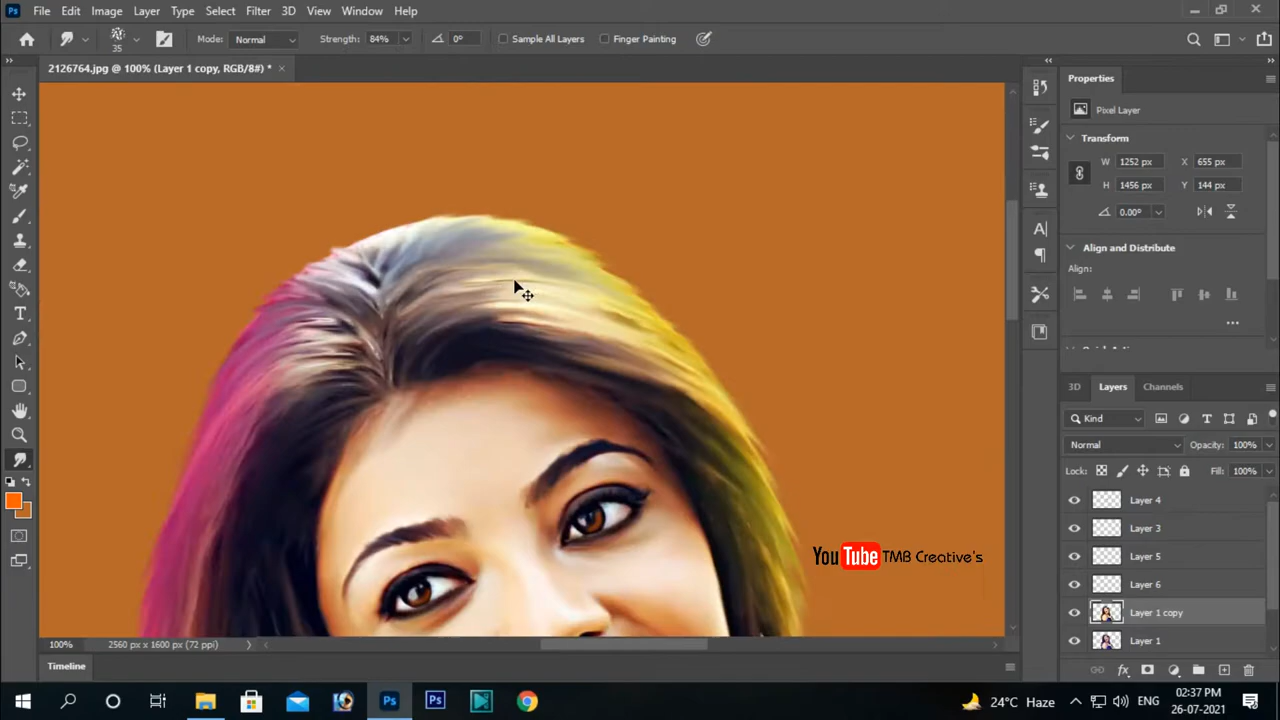 Ps File Edit Image Layer Type Select Filter 3D View Window Help
35 Mode: Normal Strength: 84% 0° Sample All Layers Finger Painting
2126764.jpg @ 100% (Layer 1 copy, RGB/8#) *
Properties
Pixel Layer
Transform
W 1252 px X 655 px
H 1456 px Y 144 px
0.00°
Align and Distribute
Align:
3D Layers Channels
Kind
Normal Opacity: 100%
Lock: Fill: 100%
Layer 4
Layer 3
Layer 5
Layer 6
Layer 1 copy
Layer 1
YouTube TMB Creative's
100% 2560 px x 1600 px (72 ppi)
Timeline
Ps Ps 24°C Haze ENG 02:37 PM
26-07-2021